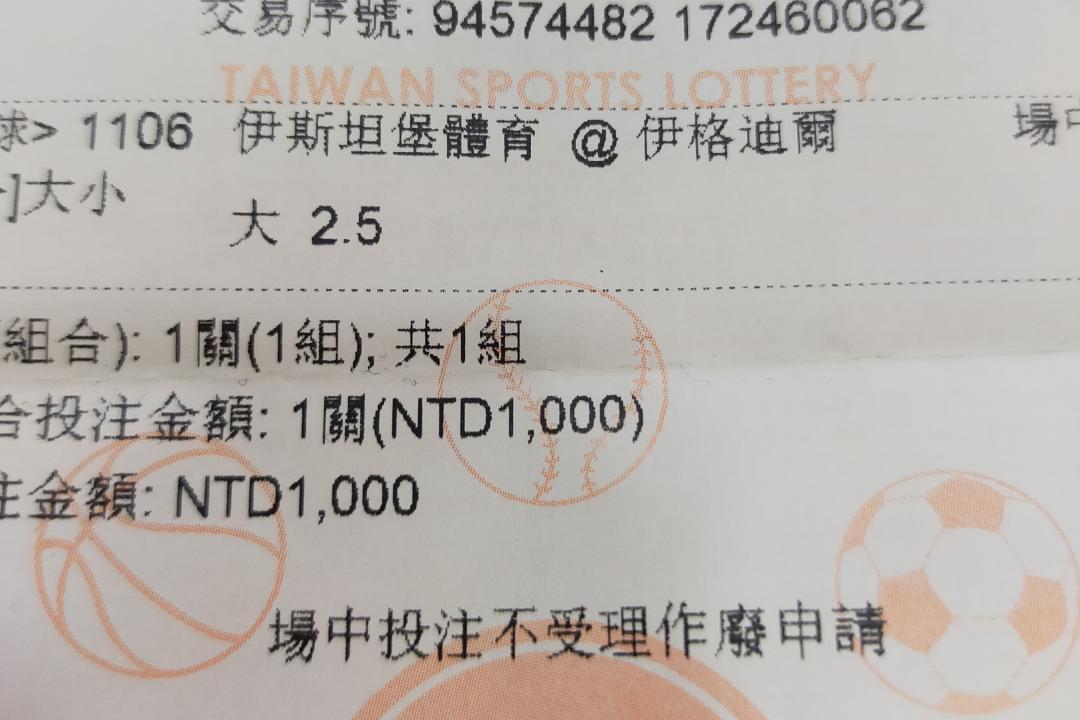 交易序號: 94574482 172460062
TAIWAN SPORTS LOTTERY
球> 1106 伊斯坦堡體育 @ 伊格迪爾 場中
]大小
大 2.5
組合): 1關(1組); 共1組
合投注金額: 1關(NTD1,000)
注金額: NTD1,000
場中投注不受理作廢申請